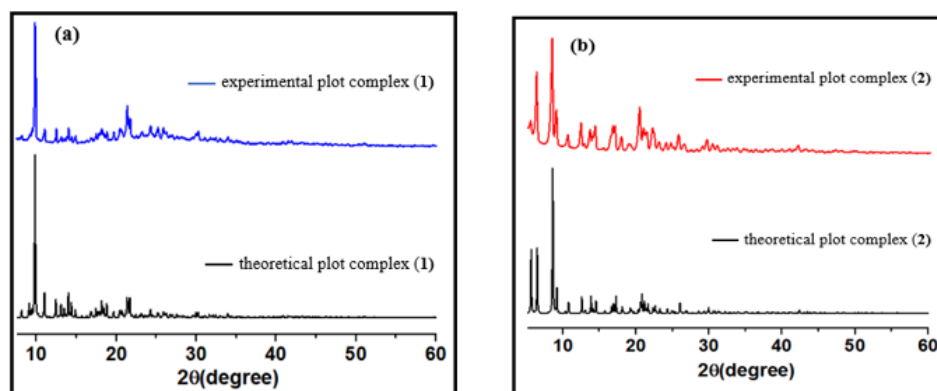 (a)
experimental plot complex (1)
theoretical plot complex (1)
10 20 30 40 50 60
2θ(degree)
(b)
experimental plot complex (2)
theoretical plot complex (2)
10 20 30 40 50 60
2θ(degree)